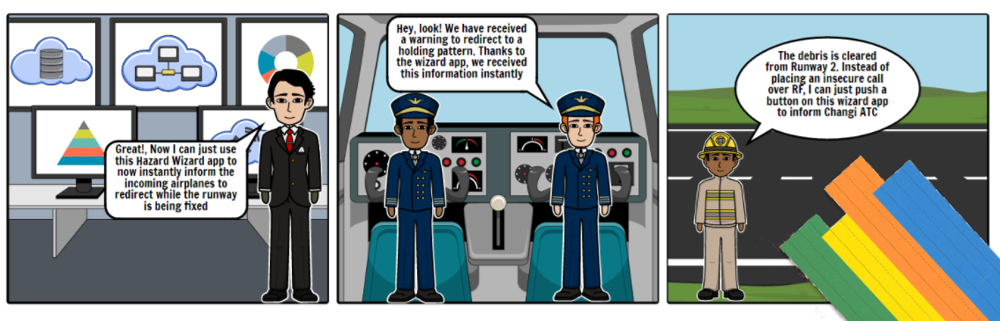 Great!, Now I can just use
this Hazard Wizard app to
now instantly inform the
incoming airplanes to
redirect while the runway
is being fixed
Hey, look! We have received
a warning to redirect to a
holding pattern. Thanks to
the wizard app, we received
this information instantly
The debris is cleared
from Runway 2. Instead of
placing an insecure call
over RF, I can just push a
button on this wizard app
to inform Changi ATC